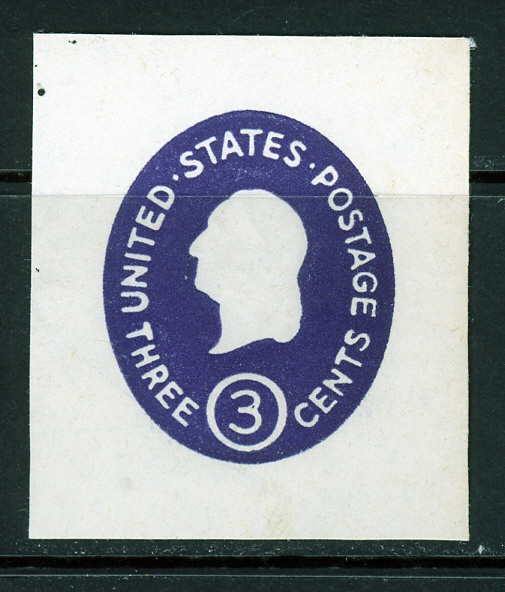 UNITED · STATES · POSTAGE
THREE 3 CENTS